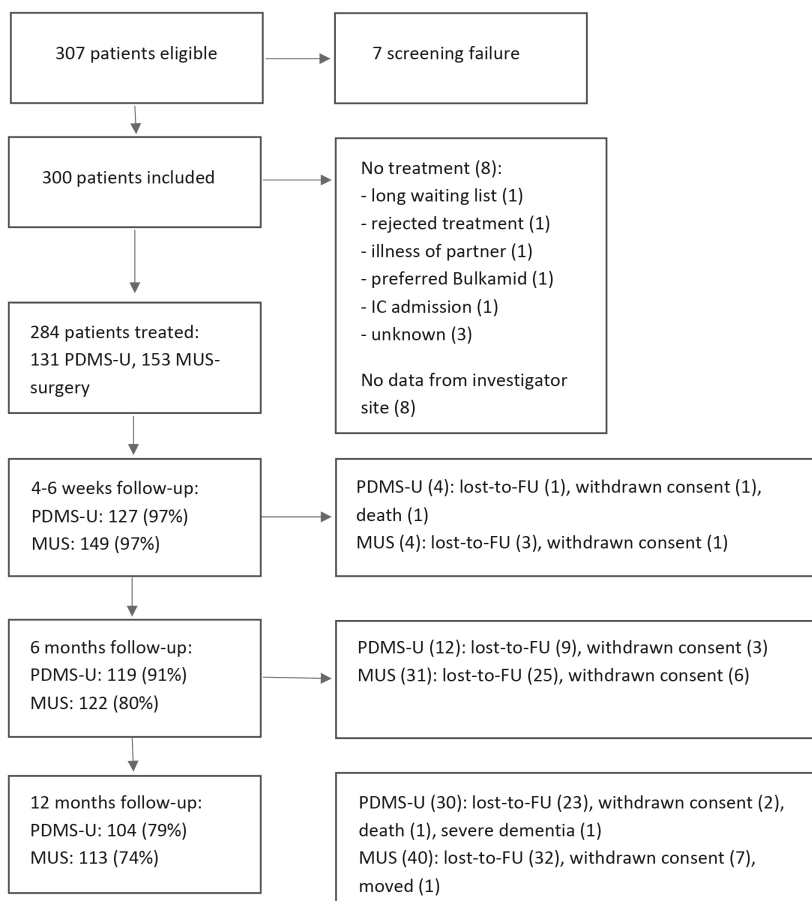 307 patients eligible
7 screening failure
300 patients included
No treatment (8):
- long waiting list (1)
- rejected treatment (1)
- illness of partner (1)
- preferred Bulkamid (1)
- IC admission (1)
- unknown (3)
No data from investigator
site (8)
284 patients treated:
131 PDMS-U, 153 MUS-
surgery
4-6 weeks follow-up:
PDMS-U: 127 (97%)
MUS: 149 (97%)
PDMS-U (4): lost-to-FU (1), withdrawn consent (1),
death (1)
MUS (4): lost-to-FU (3), withdrawn consent (1)
6 months follow-up:
PDMS-U: 119 (91%)
MUS: 122 (80%)
PDMS-U (12): lost-to-FU (9), withdrawn consent (3)
MUS (31): lost-to-FU (25), withdrawn consent (6)
12 months follow-up:
PDMS-U: 104 (79%)
MUS: 113 (74%)
PDMS-U (30): lost-to-FU (23), withdrawn consent (2),
death (1), severe dementia (1)
MUS (40): lost-to-FU (32), withdrawn consent (7),
moved (1)